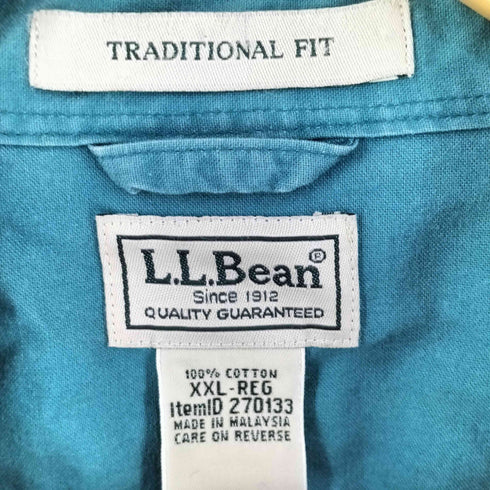 TRADITIONAL FIT
L.L.Bean®
Since 1912
QUALITY GUARANTEED
100% COTTON
XXL-REG
ItemID 270133
MADE IN MALAYSIA
CARE ON REVERSE